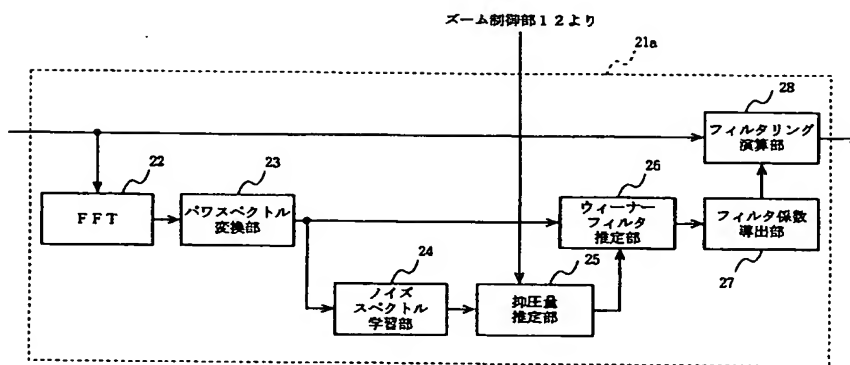 ズーム制御部12より
21a
28
フィルタリング
演算部
22
FFT
23
パワスペクトル
変換部
26
ウィーナー
フィルタ
推定部
フィルタ係数
導出部
27
24
ノイズ
スペクトル
学習部
25
抑圧量
推定部